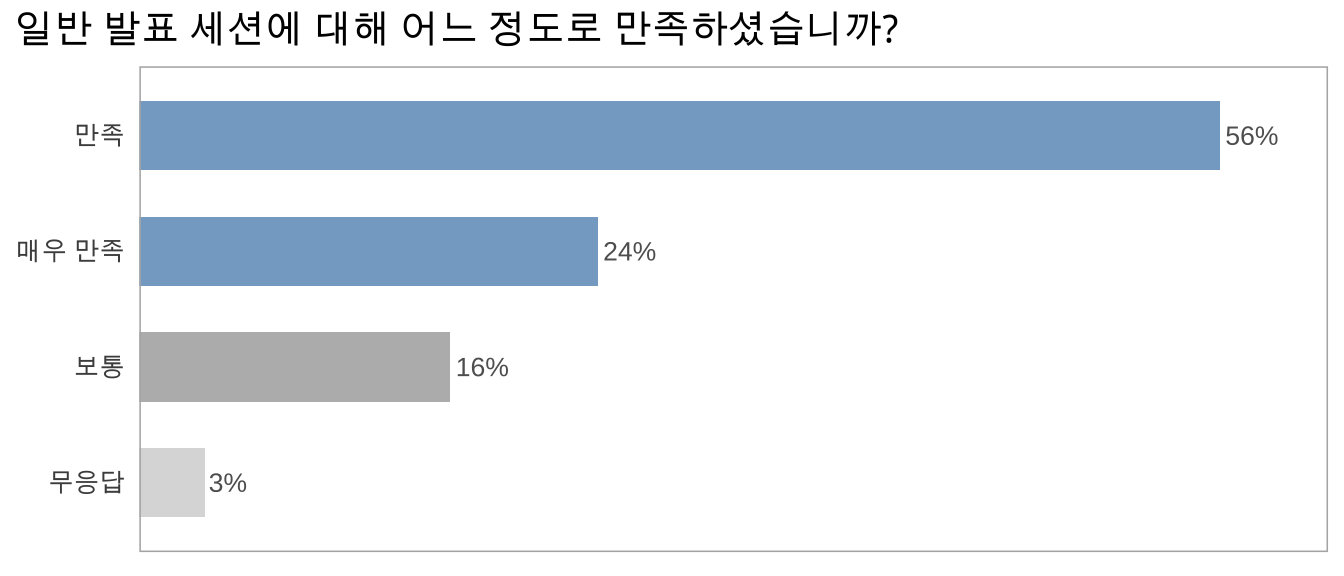 일반 발표 세션에 대해 어느 정도로 만족하셨습니까?
만족 56%
매우 만족 24%
보통 16%
무응답 3%